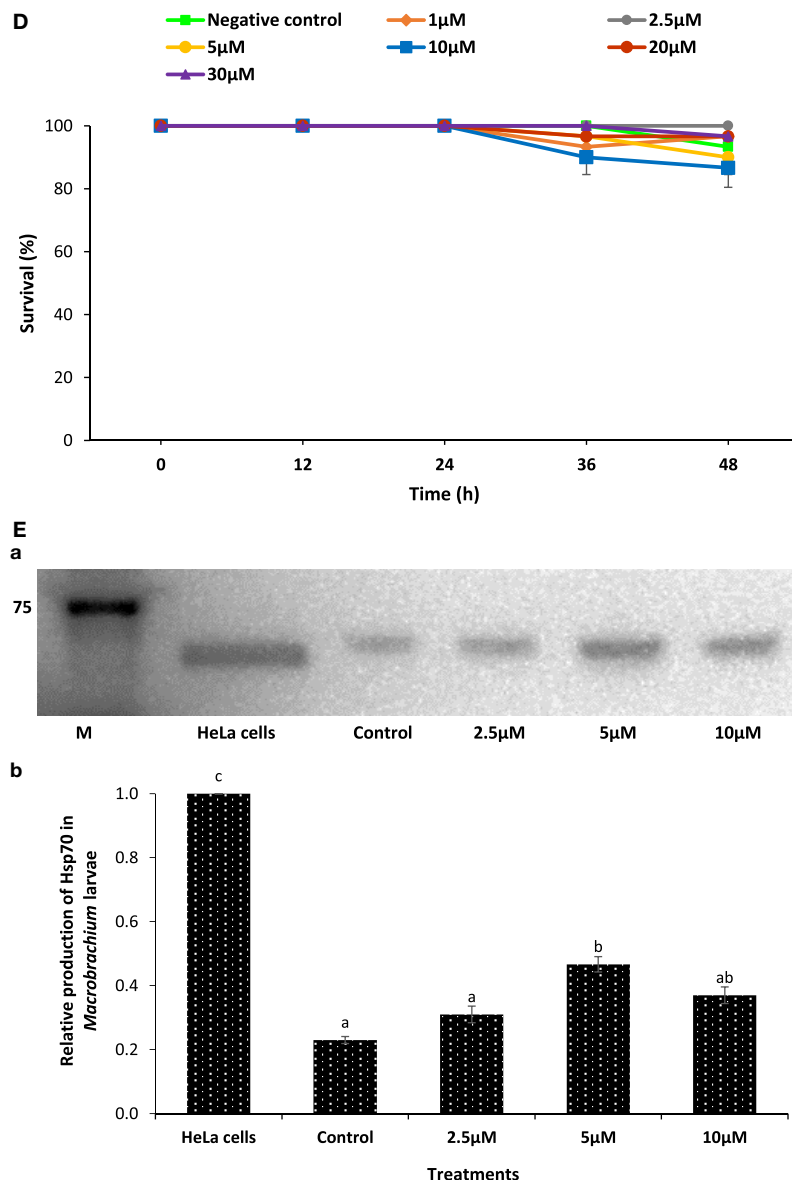 D
Negative control
1µM
2.5µM
5µM
10µM
20µM
30µM
100
80
60
40
20
0
Survival (%)
0 12 24 36 48
Time (h)
E
a
75
M HeLa cells Control 2.5µM 5µM 10µM
b
Relative production of Hsp70 in
Macrobrachium larvae
1.0
0.8
0.6
0.4
0.2
0.0
c
a
a
b
ab
HeLa cells Control 2.5µM 5µM 10µM
Treatments